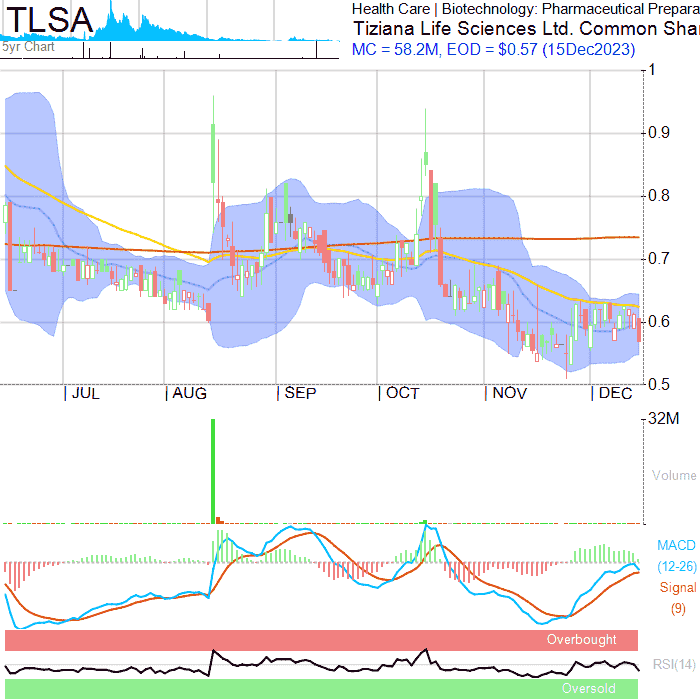 TLSA
5yr Chart
Health Care | Biotechnology: Pharmaceutical Prepara
Tiziana Life Sciences Ltd. Common Shar
MC = 58.2M, EOD = $0.57 (15Dec2023)
1
0.9
0.8
0.7
0.6
0.5
JUL AUG SEP OCT NOV DEC
32M
Volume
MACD
(12-26)
Signal
(9)
Overbought
RSI(14)
Oversold